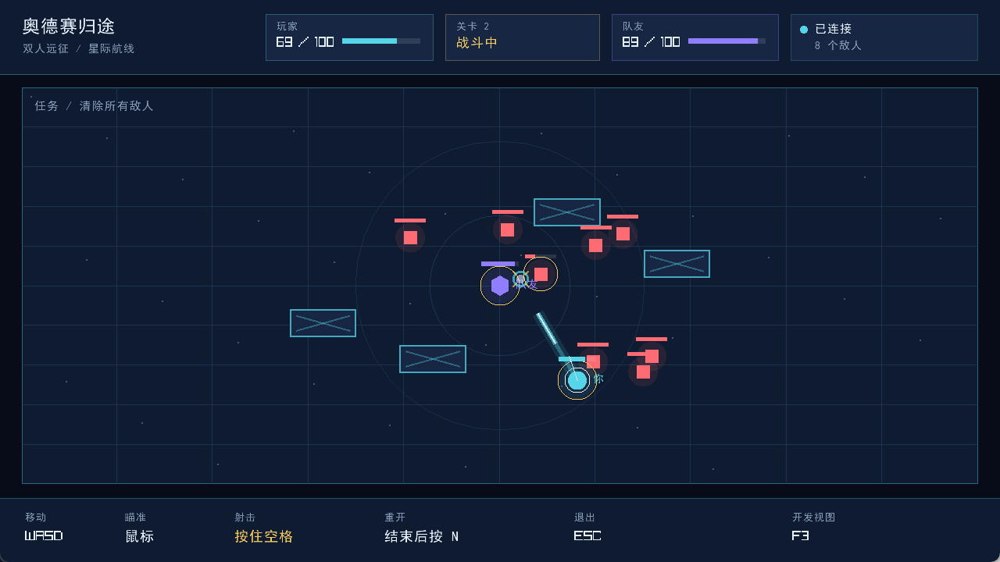 奥德赛归途
双人远征 / 星际航线
玩家
69 / 100
关卡 2
战斗中
队友
89 / 100
已连接
8 个敌人
任务 / 清除所有敌人
队友
你
移动
WASD
瞄准
鼠标
射击
按住空格
重开
结束后按 N
退出
ESC
开发视图
F3